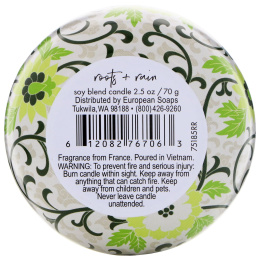 roots + rain
soy blend candle 2.5 oz / 70 g
Distributed by European Soaps
Tukwila, WA 98188 • (800) 426-9260
6 12082 76706 3
75185RR
Fragrance from France. Poured in Vietnam.
WARNING: To prevent fire and serious injury:
Burn candle within sight. Keep away from
anything that can catch fire. Keep away
from children and pets.
Never leave candle
unattended.